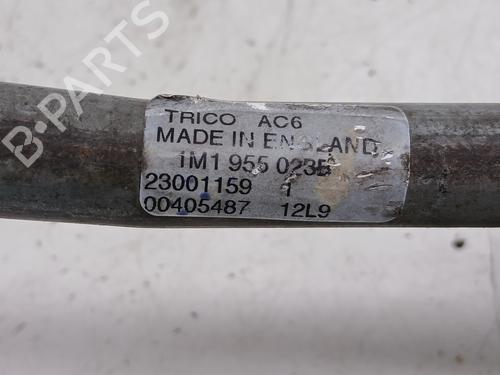 B-PARTS
TRICO AC6
MADE IN ENGLAND
1M1 955 023B
23001159 1
00405487 12L9